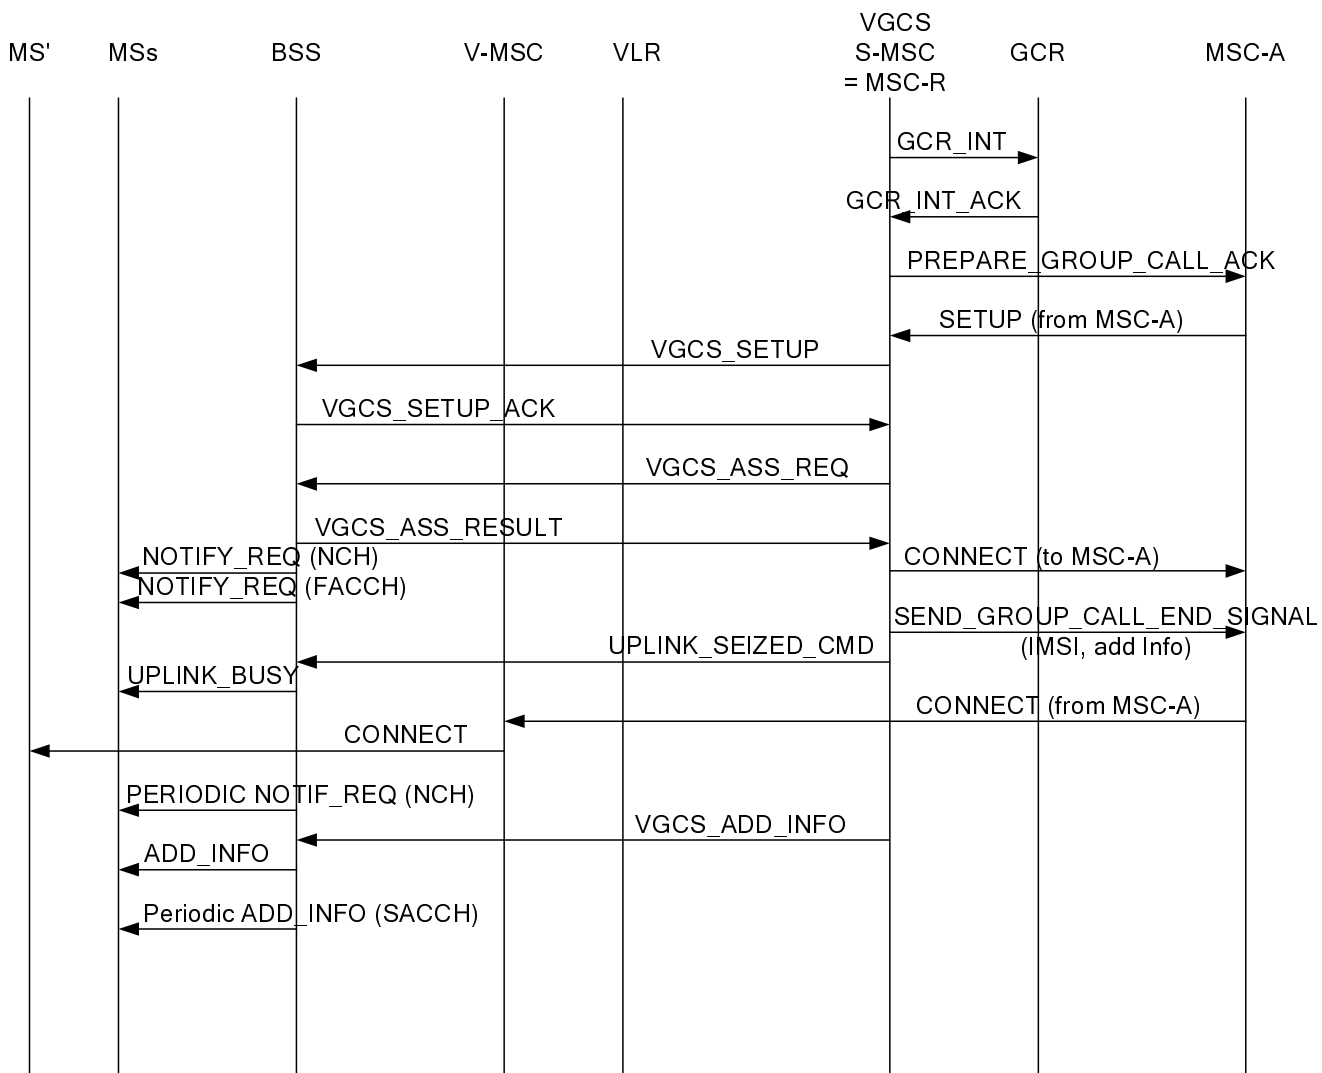 VGCS
MS' MSs BSS V-MSC VLR S-MSC GCR MSC-A
= MSC-R
GCR_INT
GCR_INT_ACK
PREPARE_GROUP_CALL_ACK
SETUP (from MSC-A)
VGCS_SETUP
VGCS_SETUP_ACK
VGCS_ASS_REQ
VGCS_ASS_RESULT
NOTIFY_REQ (NCH) CONNECT (to MSC-A)
NOTIFY_REQ (FACCH)
SEND_GROUP_CALL_END_SIGNAL
UPLINK_SEIZED_CMD (IMSI, add Info)
UPLINK_BUSY
CONNECT (from MSC-A)
CONNECT
PERIODIC NOTIF_REQ (NCH)
VGCS_ADD_INFO
ADD_INFO
Periodic ADD_INFO (SACCH)